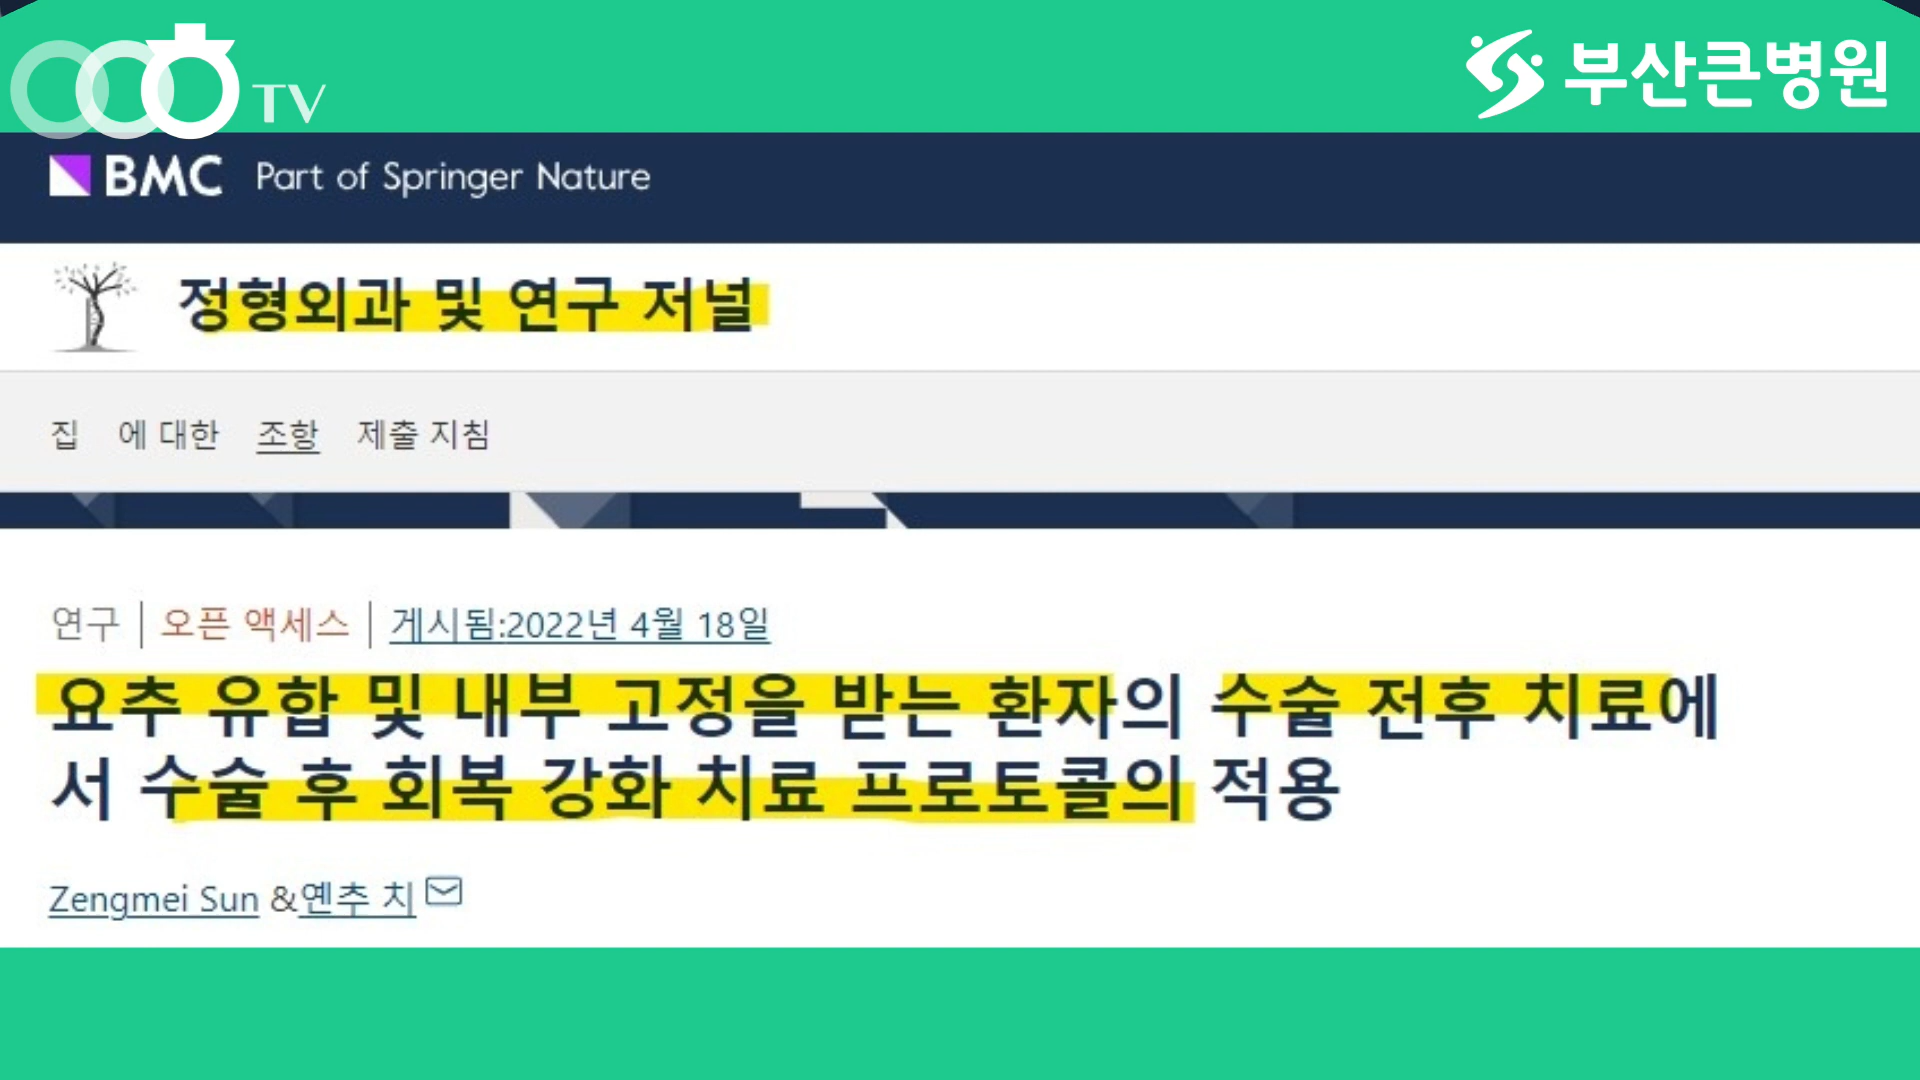 TV
부산큰병원
BMC Part of Springer Nature
정형외과 및 연구 저널
집 에 대한 조항 제출 지침
연구 | 오픈 액세스 | 게시됨:2022년 4월 18일
요추 유합 및 내부 고정을 받는 환자의 수술 전후 치료에
서 수술 후 회복 강화 치료 프로토콜의 적용
Zengmei Sun &옌추 치